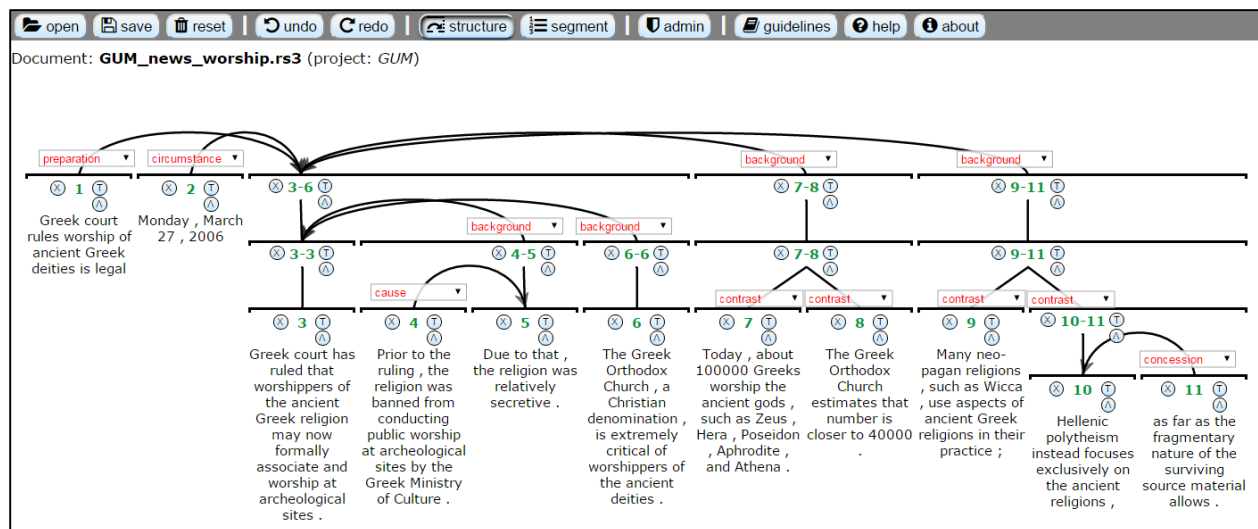 open save reset undo redo structure segment admin guidelines help about
Document: GUM_news_worship.rs3 (project: GUM)
preparation circumstance background background
X 1 T X 2 T X 3-6 T X 7-8 T X 9-11 T
Λ Λ Λ Λ Λ
Greek court
rules worship of
ancient Greek
deities is legal
Monday , March
27 , 2006
background background
X 3-3 T X 4-5 T X 6-6 T X 7-8 T X 9-11 T
Λ Λ Λ Λ Λ
cause contrast contrast contrast contrast
X 3 T X 4 T X 5 T X 6 T X 7 T X 8 T X 9 T X 10-11 T
Λ Λ Λ Λ Λ Λ Λ Λ
Greek court has
ruled that
worshippers of
the ancient
Greek religion
may now
formally
associate and
worship at
archeological
sites .
Prior to the
ruling , the
religion was
banned from
conducting
public worship
at archeological
sites by the
Greek Ministry
of Culture .
Due to that ,
the religion was
relatively
secretive .
The Greek
Orthodox
Church , a
Christian
denomination ,
is extremely
critical of
worshippers of
the ancient
deities .
Today , about
100000 Greeks
worship the
ancient gods ,
such as Zeus ,
Hera , Poseidon
, Aphrodite ,
and Athena .
The Greek
Orthodox
Church
estimates that
number is
closer to 40000
.
Many neo-
pagan religions
, such as Wicca
, use aspects of
ancient Greek
religions in their
practice ;
concession
X 10 T X 11 T
Λ Λ
Hellenic
polytheism
instead focuses
exclusively on
the ancient
religions ,
as far as the
fragmentary
nature of the
surviving
source material
allows .